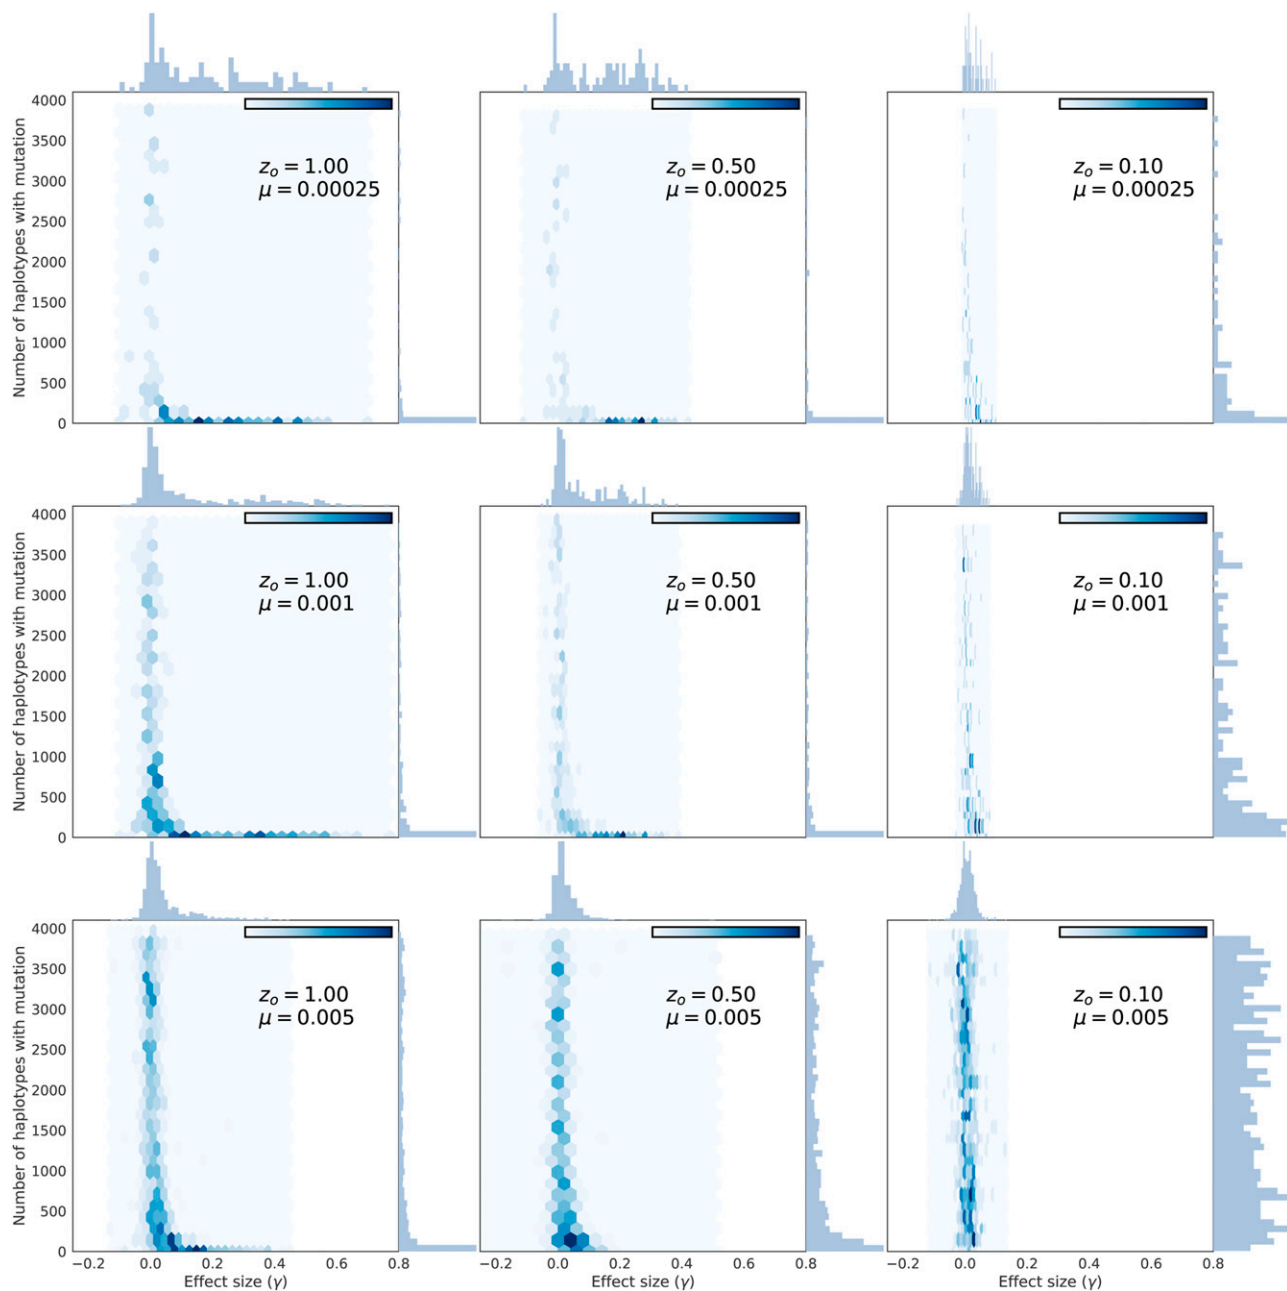 Number of haplotypes with mutation
4000
3500
3000
2500
2000
1500
1000
500
0
z_o = 1.00
μ = 0.00025
z_o = 0.50
μ = 0.00025
z_o = 0.10
μ = 0.00025
Number of haplotypes with mutation
4000
3500
3000
2500
2000
1500
1000
500
0
z_o = 1.00
μ = 0.001
z_o = 0.50
μ = 0.001
z_o = 0.10
μ = 0.001
Number of haplotypes with mutation
4000
3500
3000
2500
2000
1500
1000
500
0
z_o = 1.00
μ = 0.005
z_o = 0.50
μ = 0.005
z_o = 0.10
μ = 0.005
−0.2 0.0 0.2 0.4 0.6 0.8
−0.2 0.0 0.2 0.4 0.6 0.8
−0.2 0.0 0.2 0.4 0.6 0.8
Effect size (γ)
Effect size (γ)
Effect size (γ)